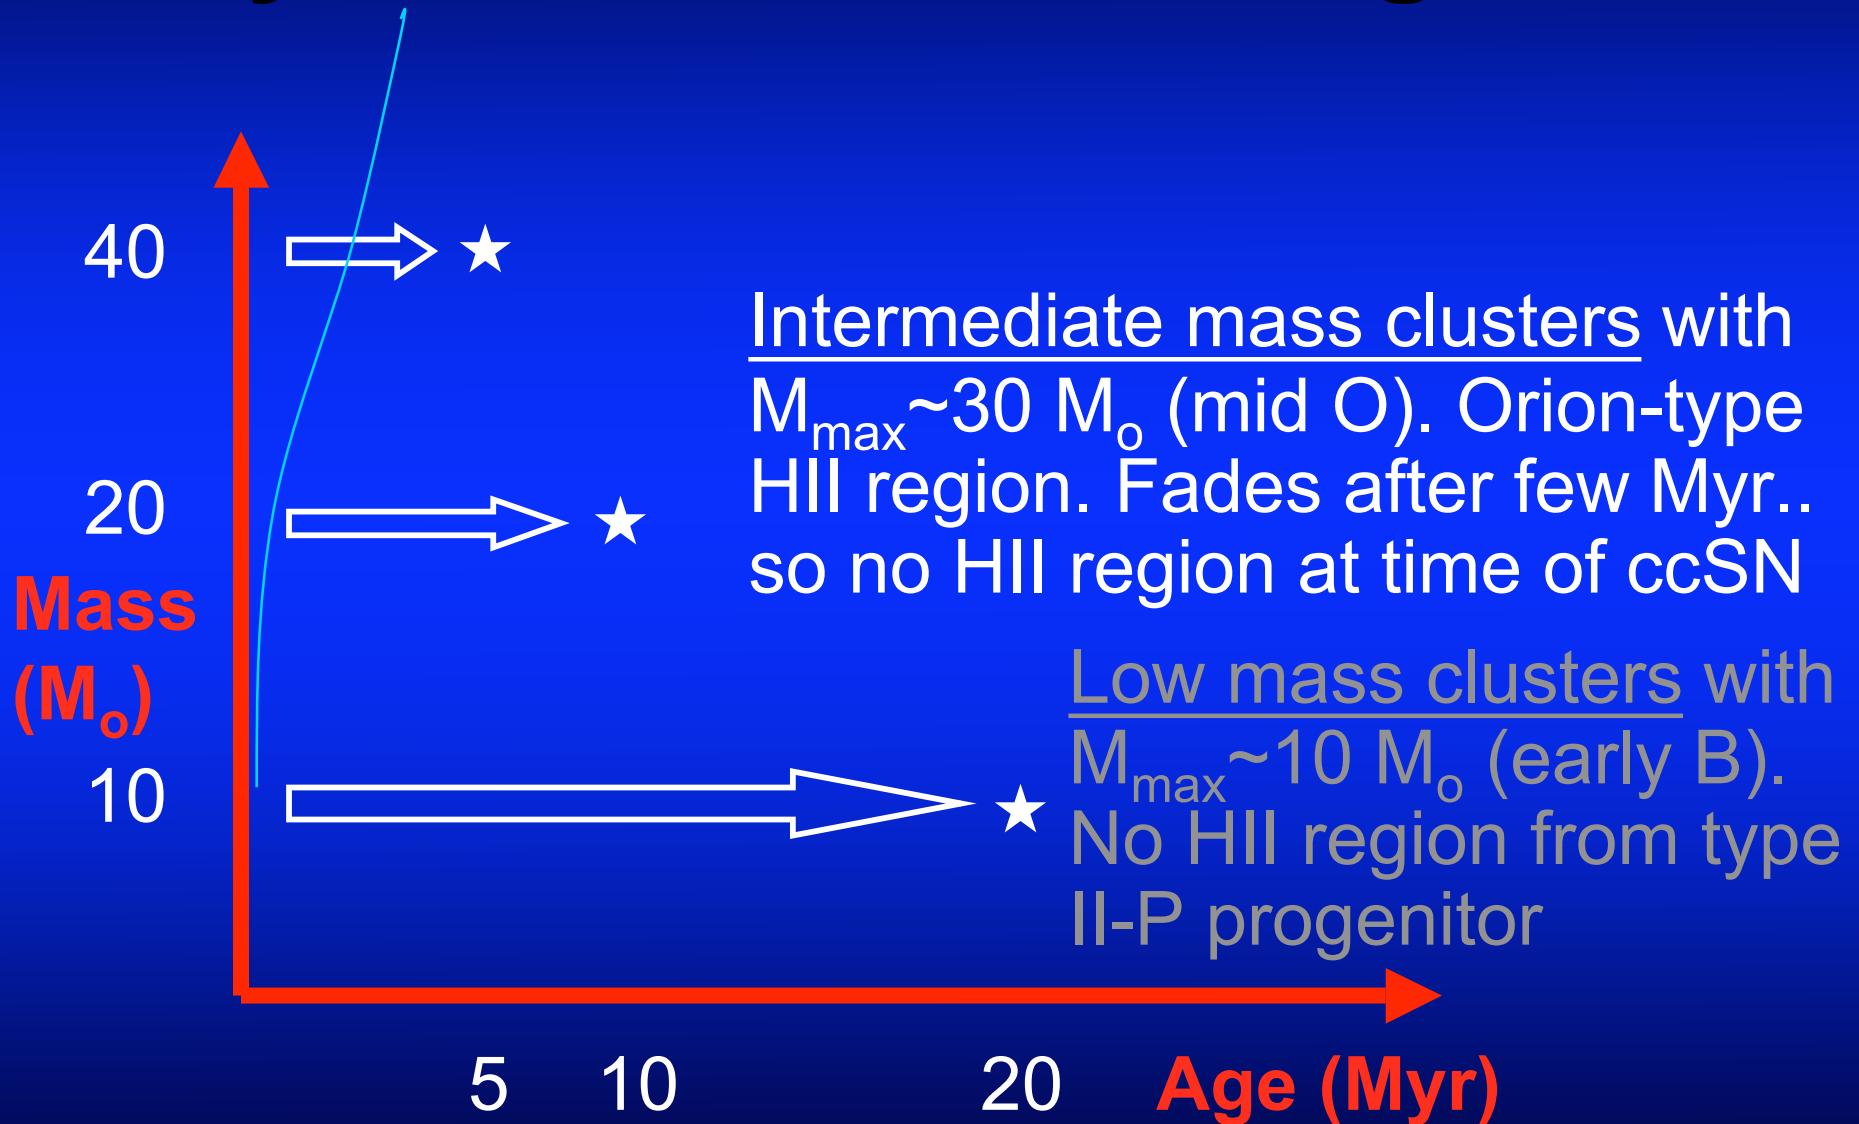 40
Intermediate mass clusters with
Mmax~30 Mo (mid O). Orion-type
HII region. Fades after few Myr..
so no HII region at time of ccSN
20
Mass
(Mo)
Low mass clusters with
Mmax~10 Mo (early B).
No HII region from type
II-P progenitor
10
5 10 20 Age (Myr)